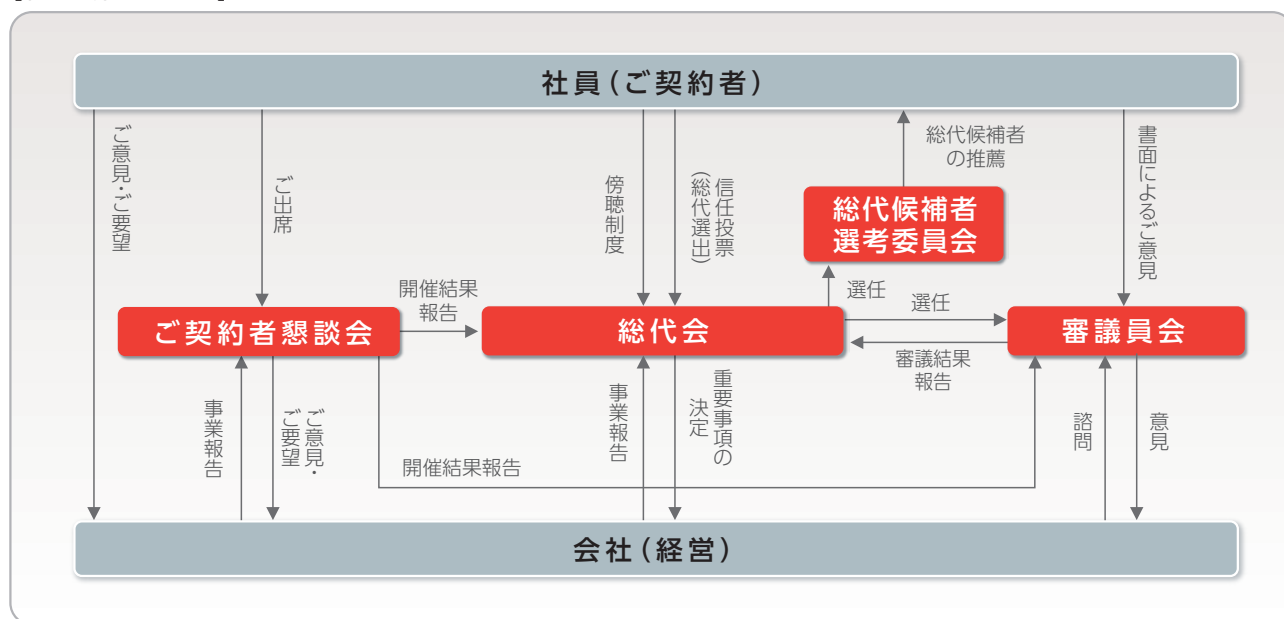 社員（ご契約者）
ご意見・ご要望
ご出席
傍聴制度
信任投票
（総代選出）
総代候補者
の推薦
書面によるご意見
総代候補者
選考委員会
選任
選任
開催結果
報告
ご契約者懇談会
総代会
審議員会
審議結果
報告
事業報告
ご意見・
ご要望
事業報告
重要事項の
決定
諮問
意見
開催結果報告
会社（経営）